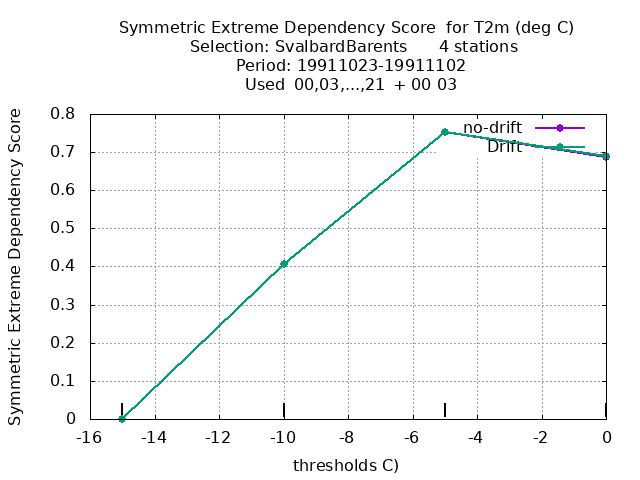 Symmetric Extreme Dependency Score  for T2m (deg C)
Selection: SvalbardBarents      4 stations
Period: 19911023-19911102
Used  00,03,...,21  + 00 03
Symmetric Extreme Dependency Score
0.8
0.7
0.6
0.5
0.4
0.3
0.2
0.1
0
no-drift
Drift
-16 -14 -12 -10 -8 -6 -4 -2 0
thresholds C)